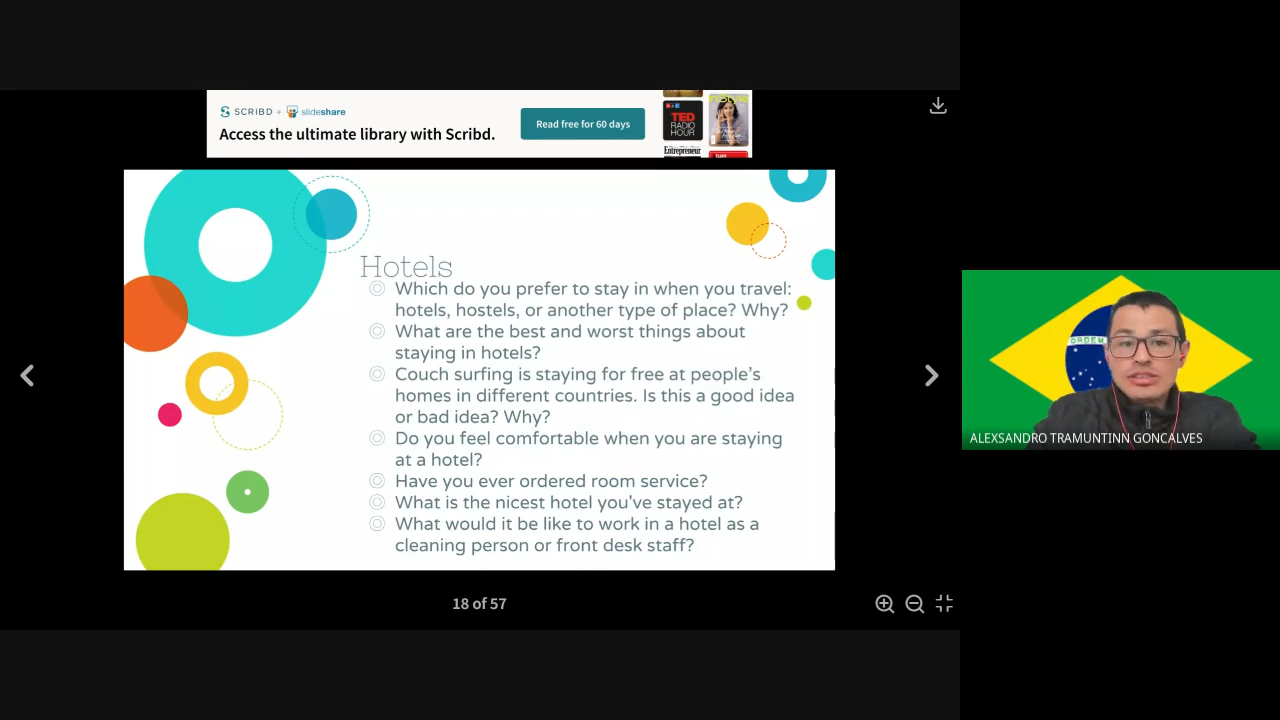 SCRIBD + slideshare
Access the ultimate library with Scribd.
Read free for 60 days
TED
RADIO
HOUR
Entrepreneur
Hotels
Which do you prefer to stay in when you travel:
hotels, hostels, or another type of place? Why?
What are the best and worst things about
staying in hotels?
Couch surfing is staying for free at people’s
homes in different countries. Is this a good idea
or bad idea? Why?
Do you feel comfortable when you are staying
at a hotel?
Have you ever ordered room service?
What is the nicest hotel you've stayed at?
What would it be like to work in a hotel as a
cleaning person or front desk staff?
18 of 57
ORDEM
ALEXSANDRO TRAMUNTINN GONCALVES